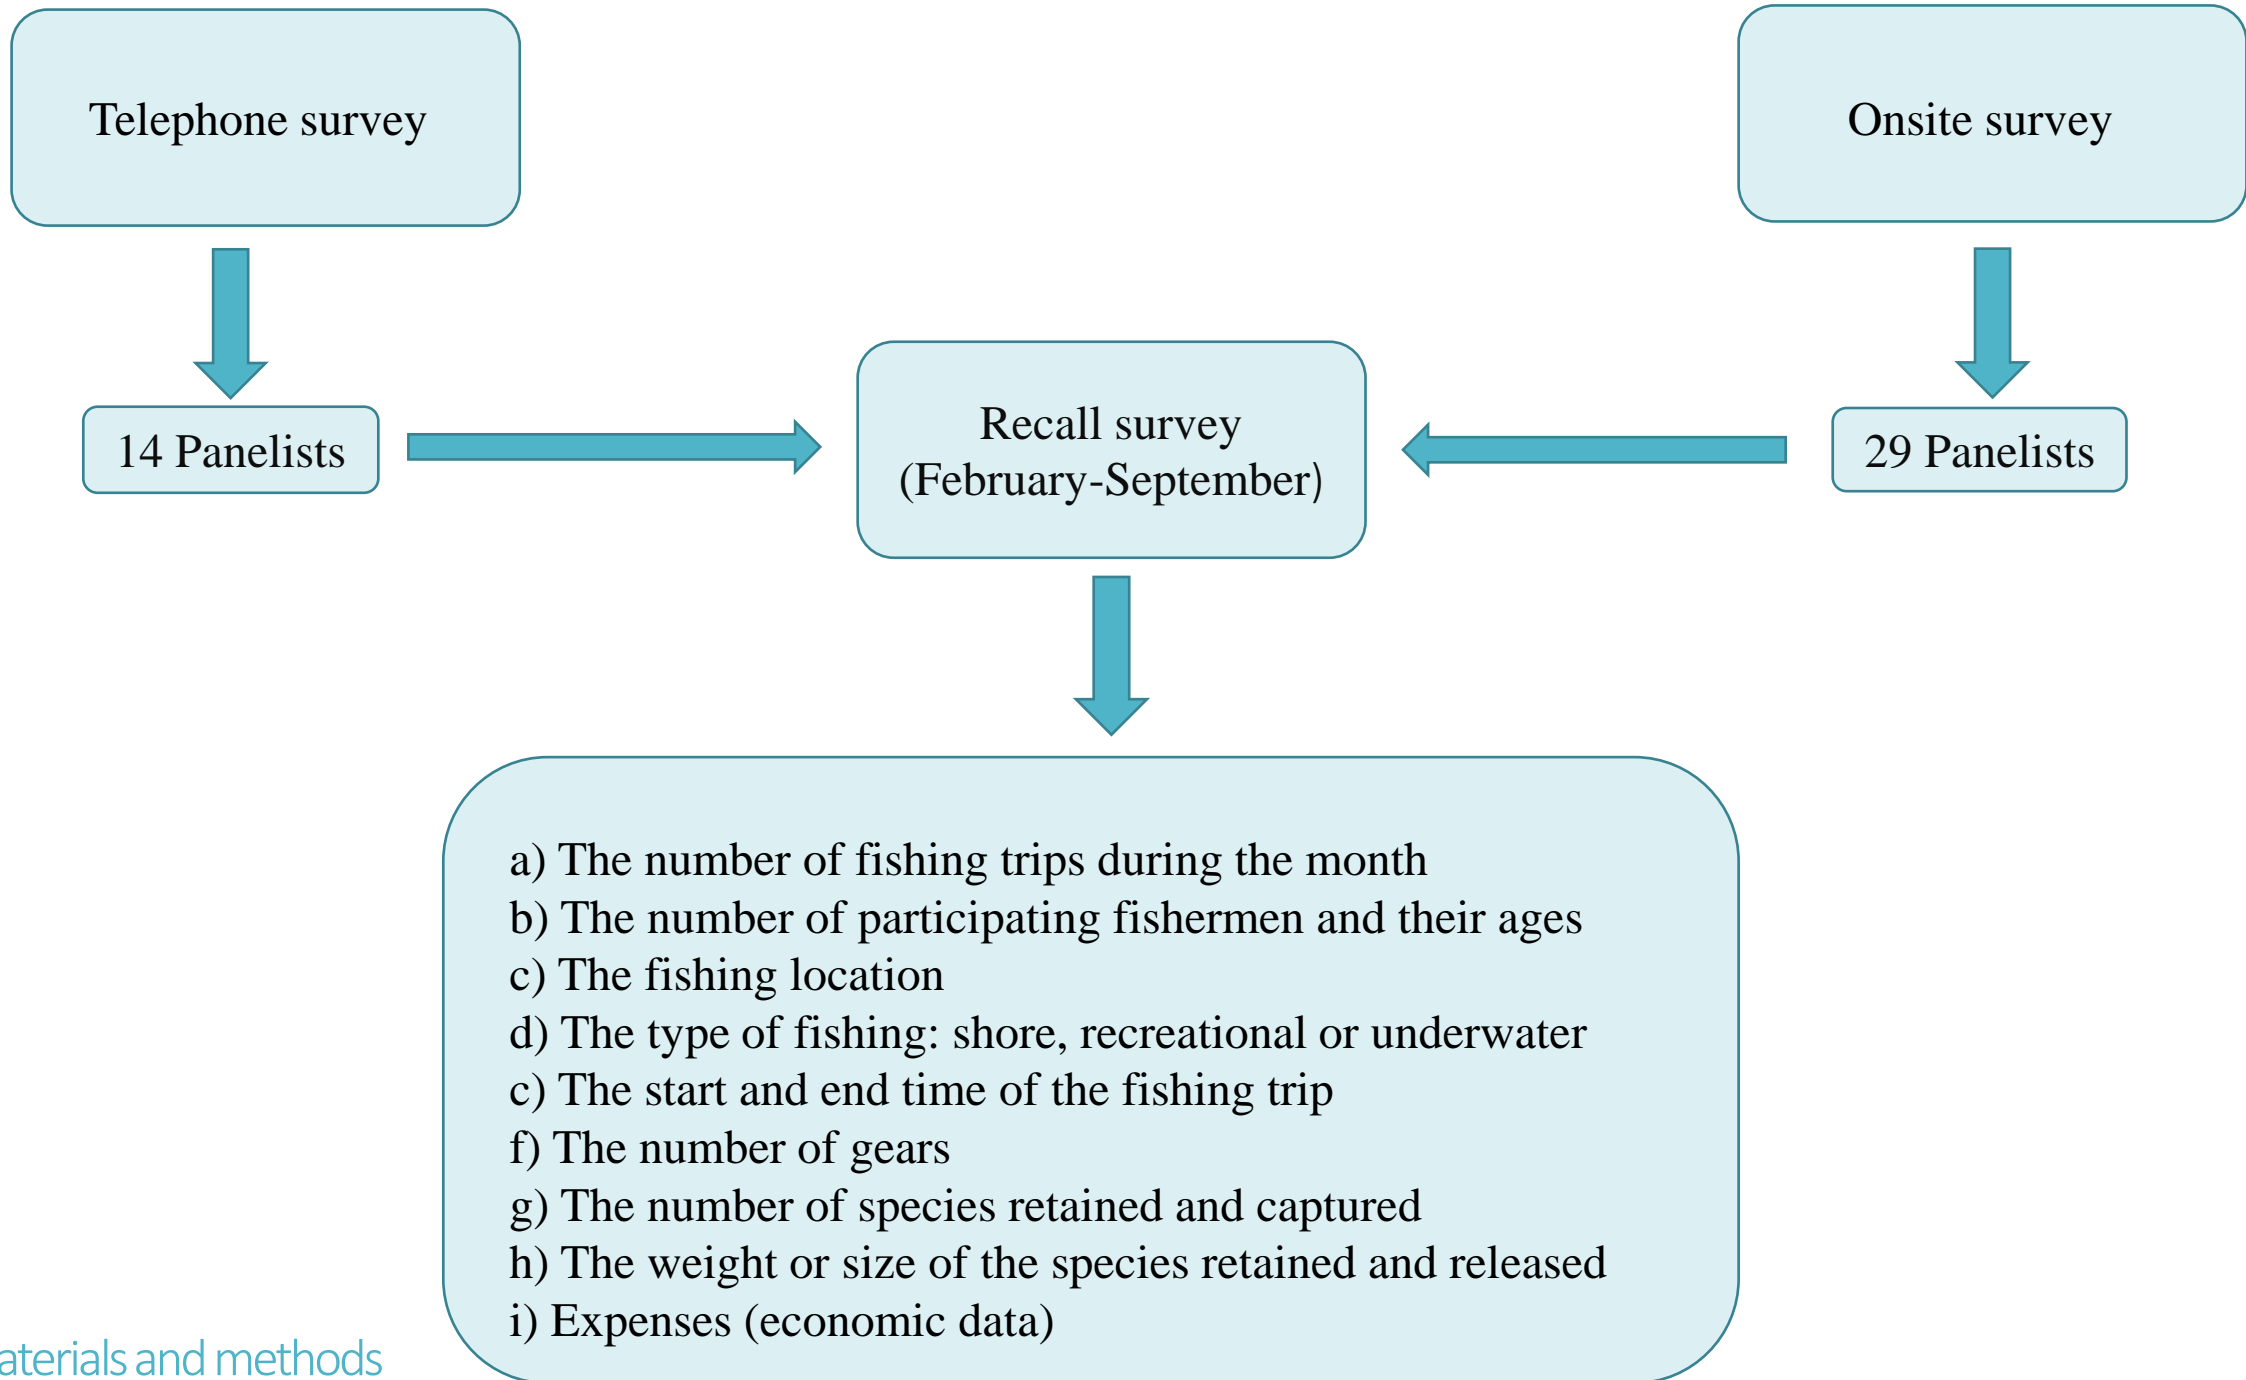 Telephone survey
Onsite survey
14 Panelists
Recall survey
(February-September)
29 Panelists
a) The number of fishing trips during the month
b) The number of participating fishermen and their ages
c) The fishing location
d) The type of fishing: shore, recreational or underwater
c) The start and end time of the fishing trip
f) The number of gears
g) The number of species retained and captured
h) The weight or size of the species retained and released
i) Expenses (economic data)
aterials and methods